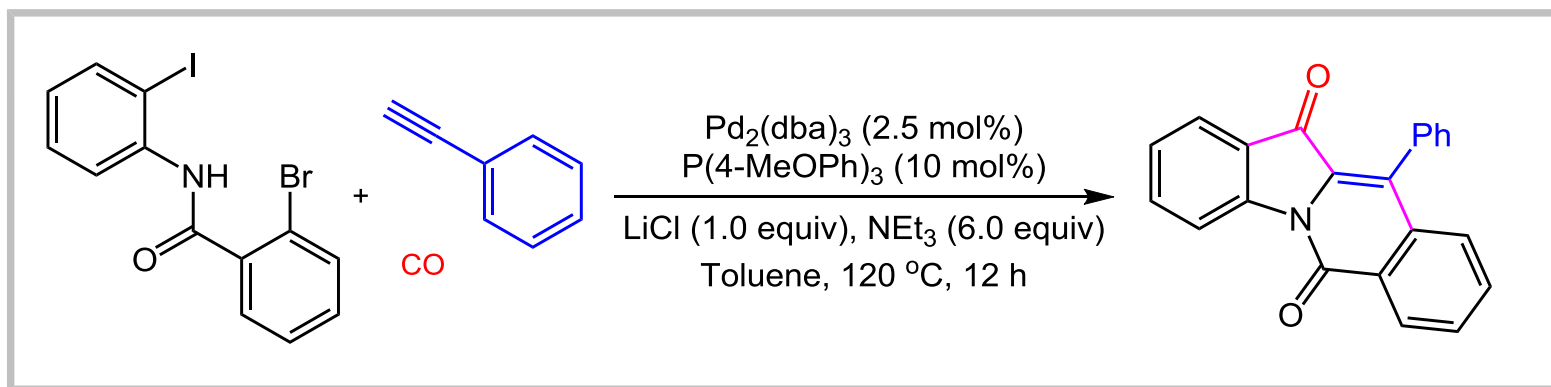 I
NH
Br
O
+
CO
Pd2(dba)3 (2.5 mol%)
P(4-MeOPh)3 (10 mol%)
LiCl (1.0 equiv), NEt3 (6.0 equiv)
Toluene, 120 oC, 12 h
O
Ph
N
O